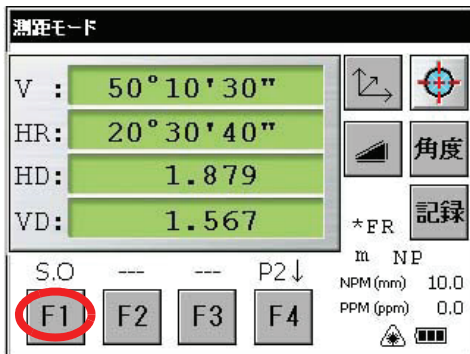 測距モード
V : 50°10'30"
HR: 20°30'40"
HD: 1.879
VD: 1.567
角度
記録
*FR
m NP
NPM(mm) 10.0
PPM(ppm) 0.0
S.O --- --- P2↓
F1 F2 F3 F4